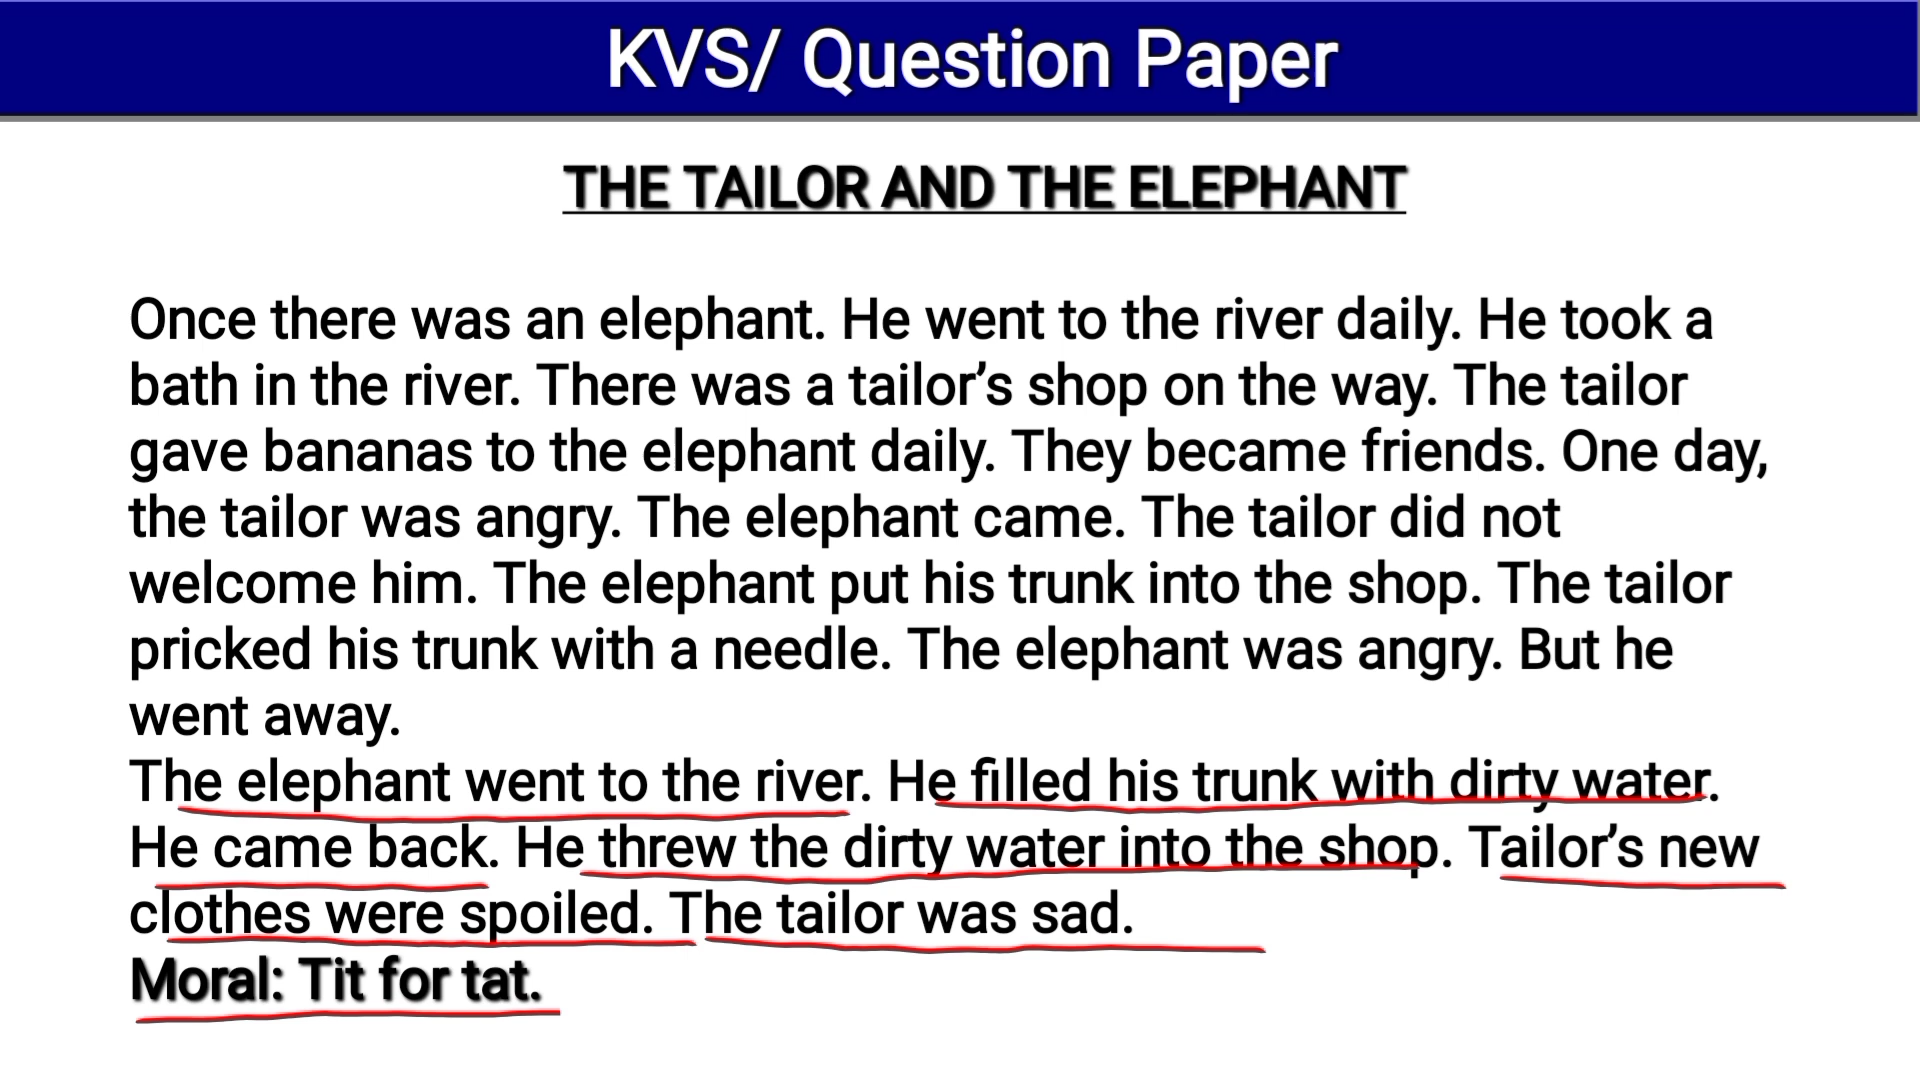 KVS/ Question Paper
THE TAILOR AND THE ELEPHANT
Once there was an elephant. He went to the river daily. He took a
bath in the river. There was a tailor’s shop on the way. The tailor
gave bananas to the elephant daily. They became friends. One day,
the tailor was angry. The elephant came. The tailor did not
welcome him. The elephant put his trunk into the shop. The tailor
pricked his trunk with a needle. The elephant was angry. But he
went away.
The elephant went to the river. He filled his trunk with dirty water.
He came back. He threw the dirty water into the shop. Tailor’s new
clothes were spoiled. The tailor was sad.
Moral: Tit for tat.